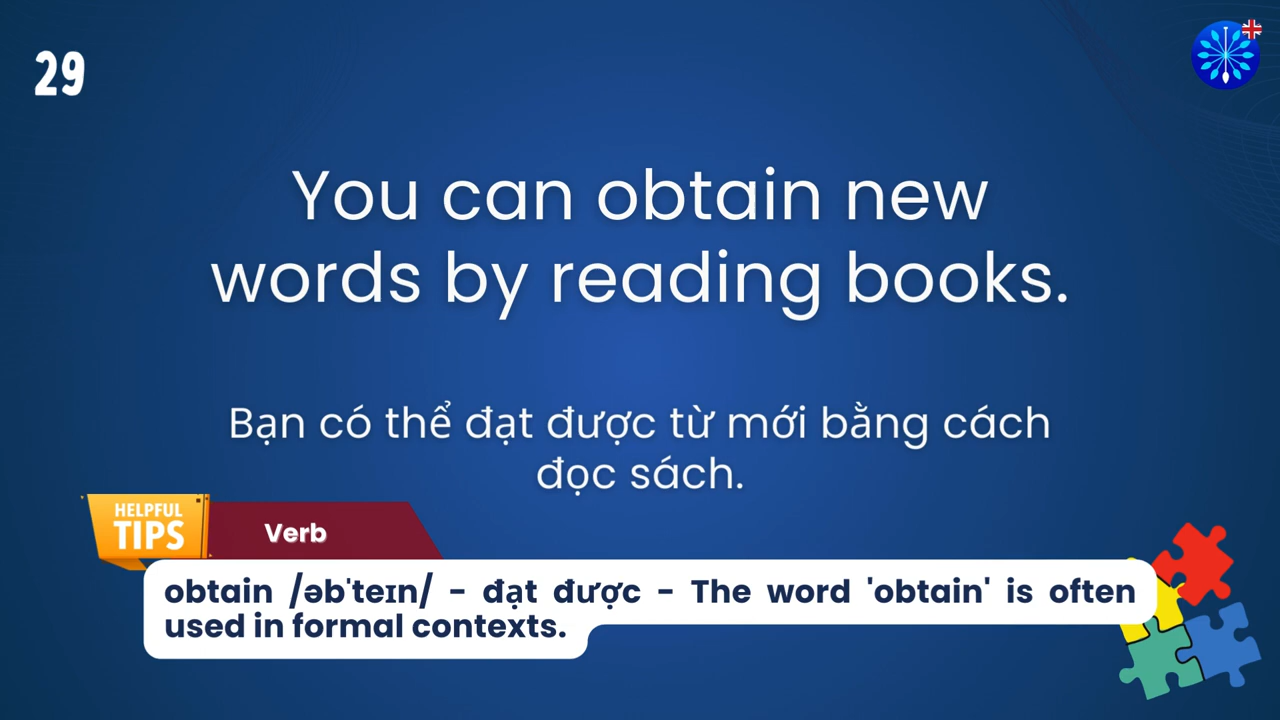 29
You can obtain new
words by reading books.
Bạn có thể đạt được từ mới bằng cách
đọc sách.
HELPFUL
TIPS
Verb
obtain /əbˈteɪn/ - đạt được - The word 'obtain' is often
used in formal contexts.